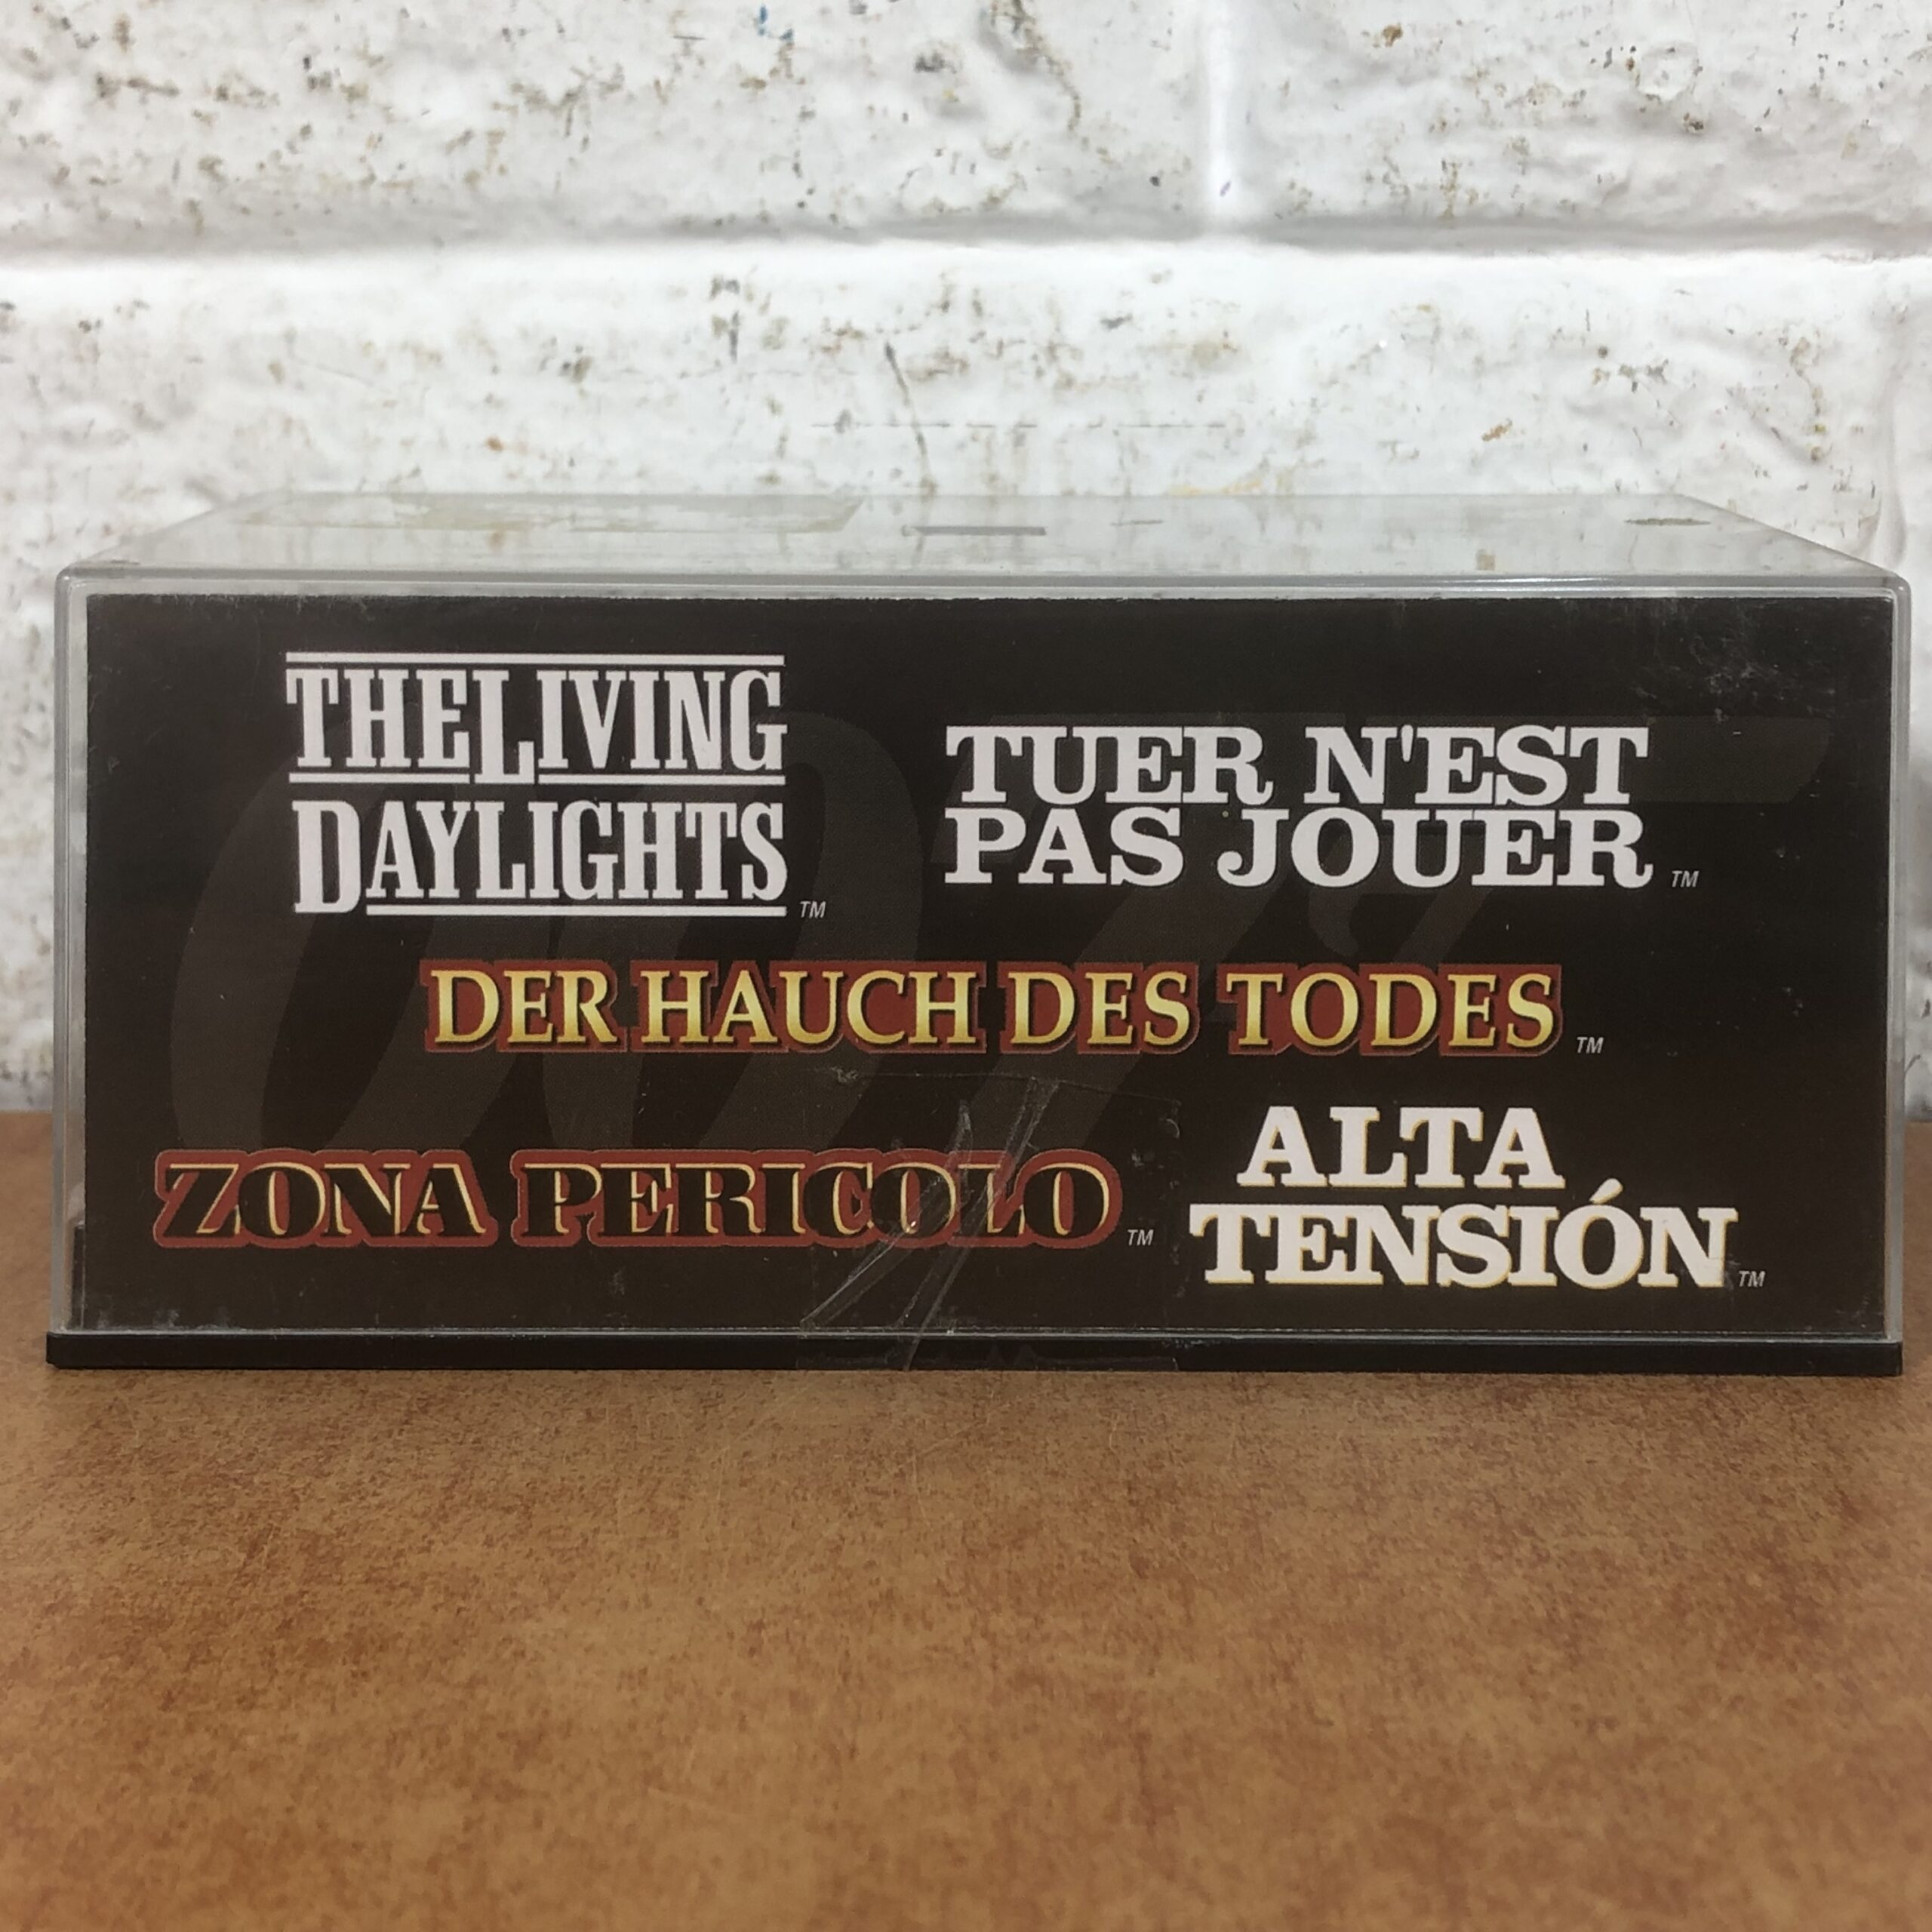 THE LIVING
DAYLIGHTS TM
TUER N'EST
PAS JOUER TM
DER HAUCH DES TODES TM
ZONA PERICOLO TM
ALTA
TENSIÓN TM
007